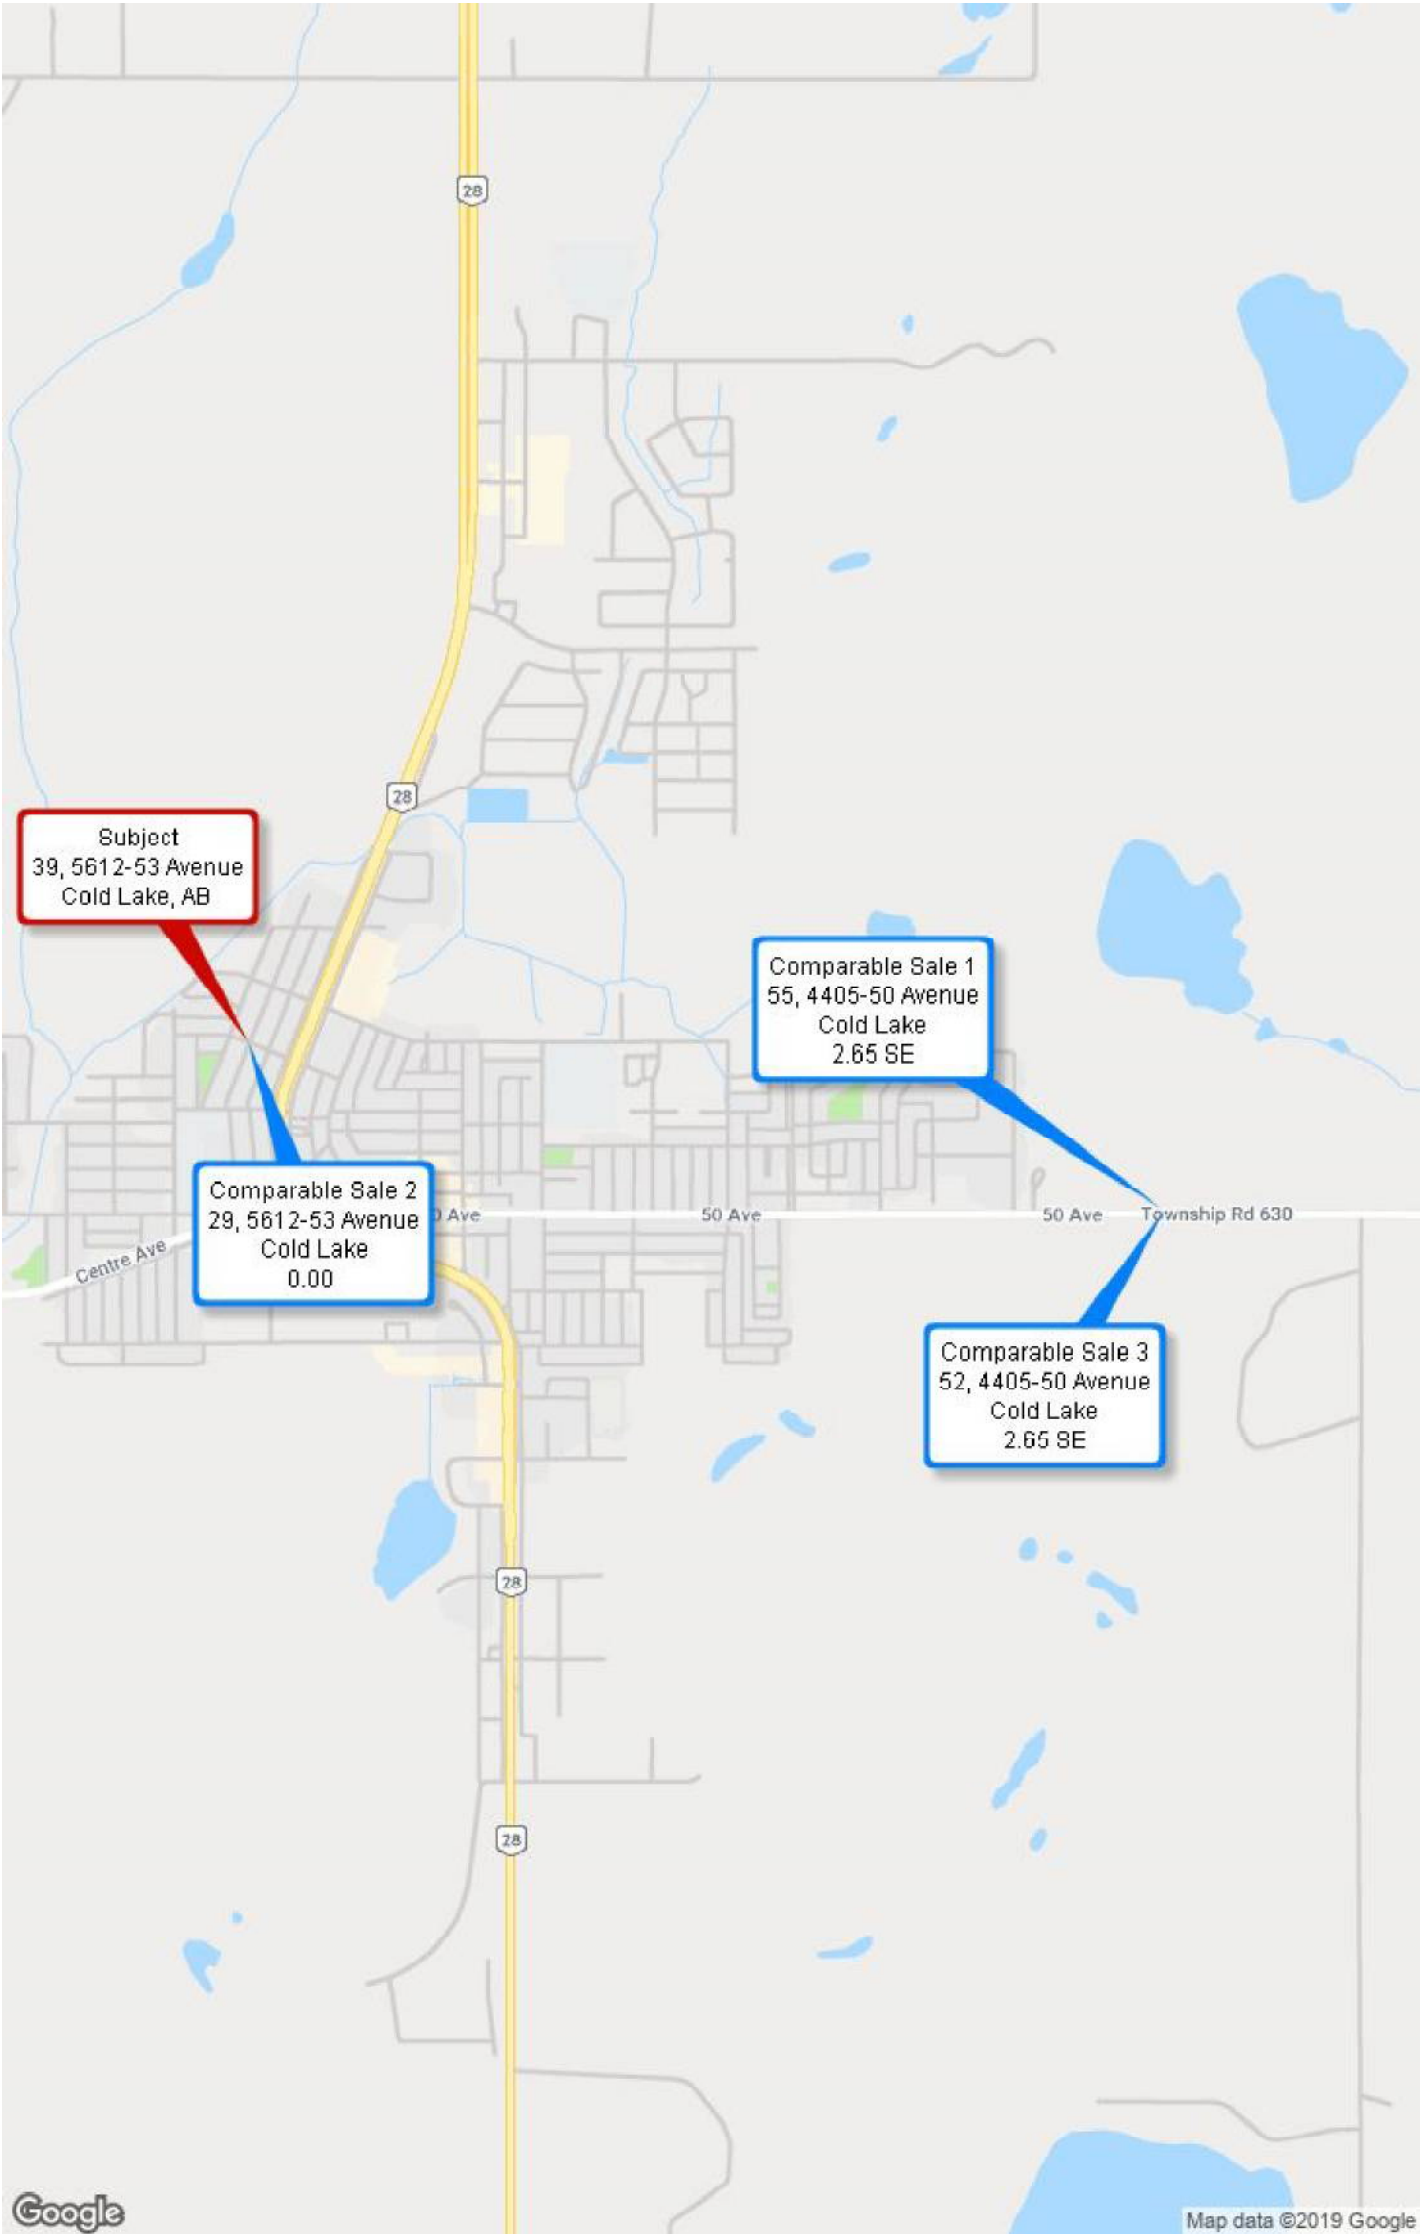 28
28
Subject
39, 5612-53 Avenue
Cold Lake, AB
Comparable Sale 1
55, 4405-50 Avenue
Cold Lake
2.65 SE
Comparable Sale 2
29, 5612-53 Avenue
Cold Lake
0.00
Ave
50 Ave
50 Ave
Township Rd 630
Centre Ave
Comparable Sale 3
52, 4405-50 Avenue
Cold Lake
2.65 SE
28
28
Google
Map data ©2019 Google